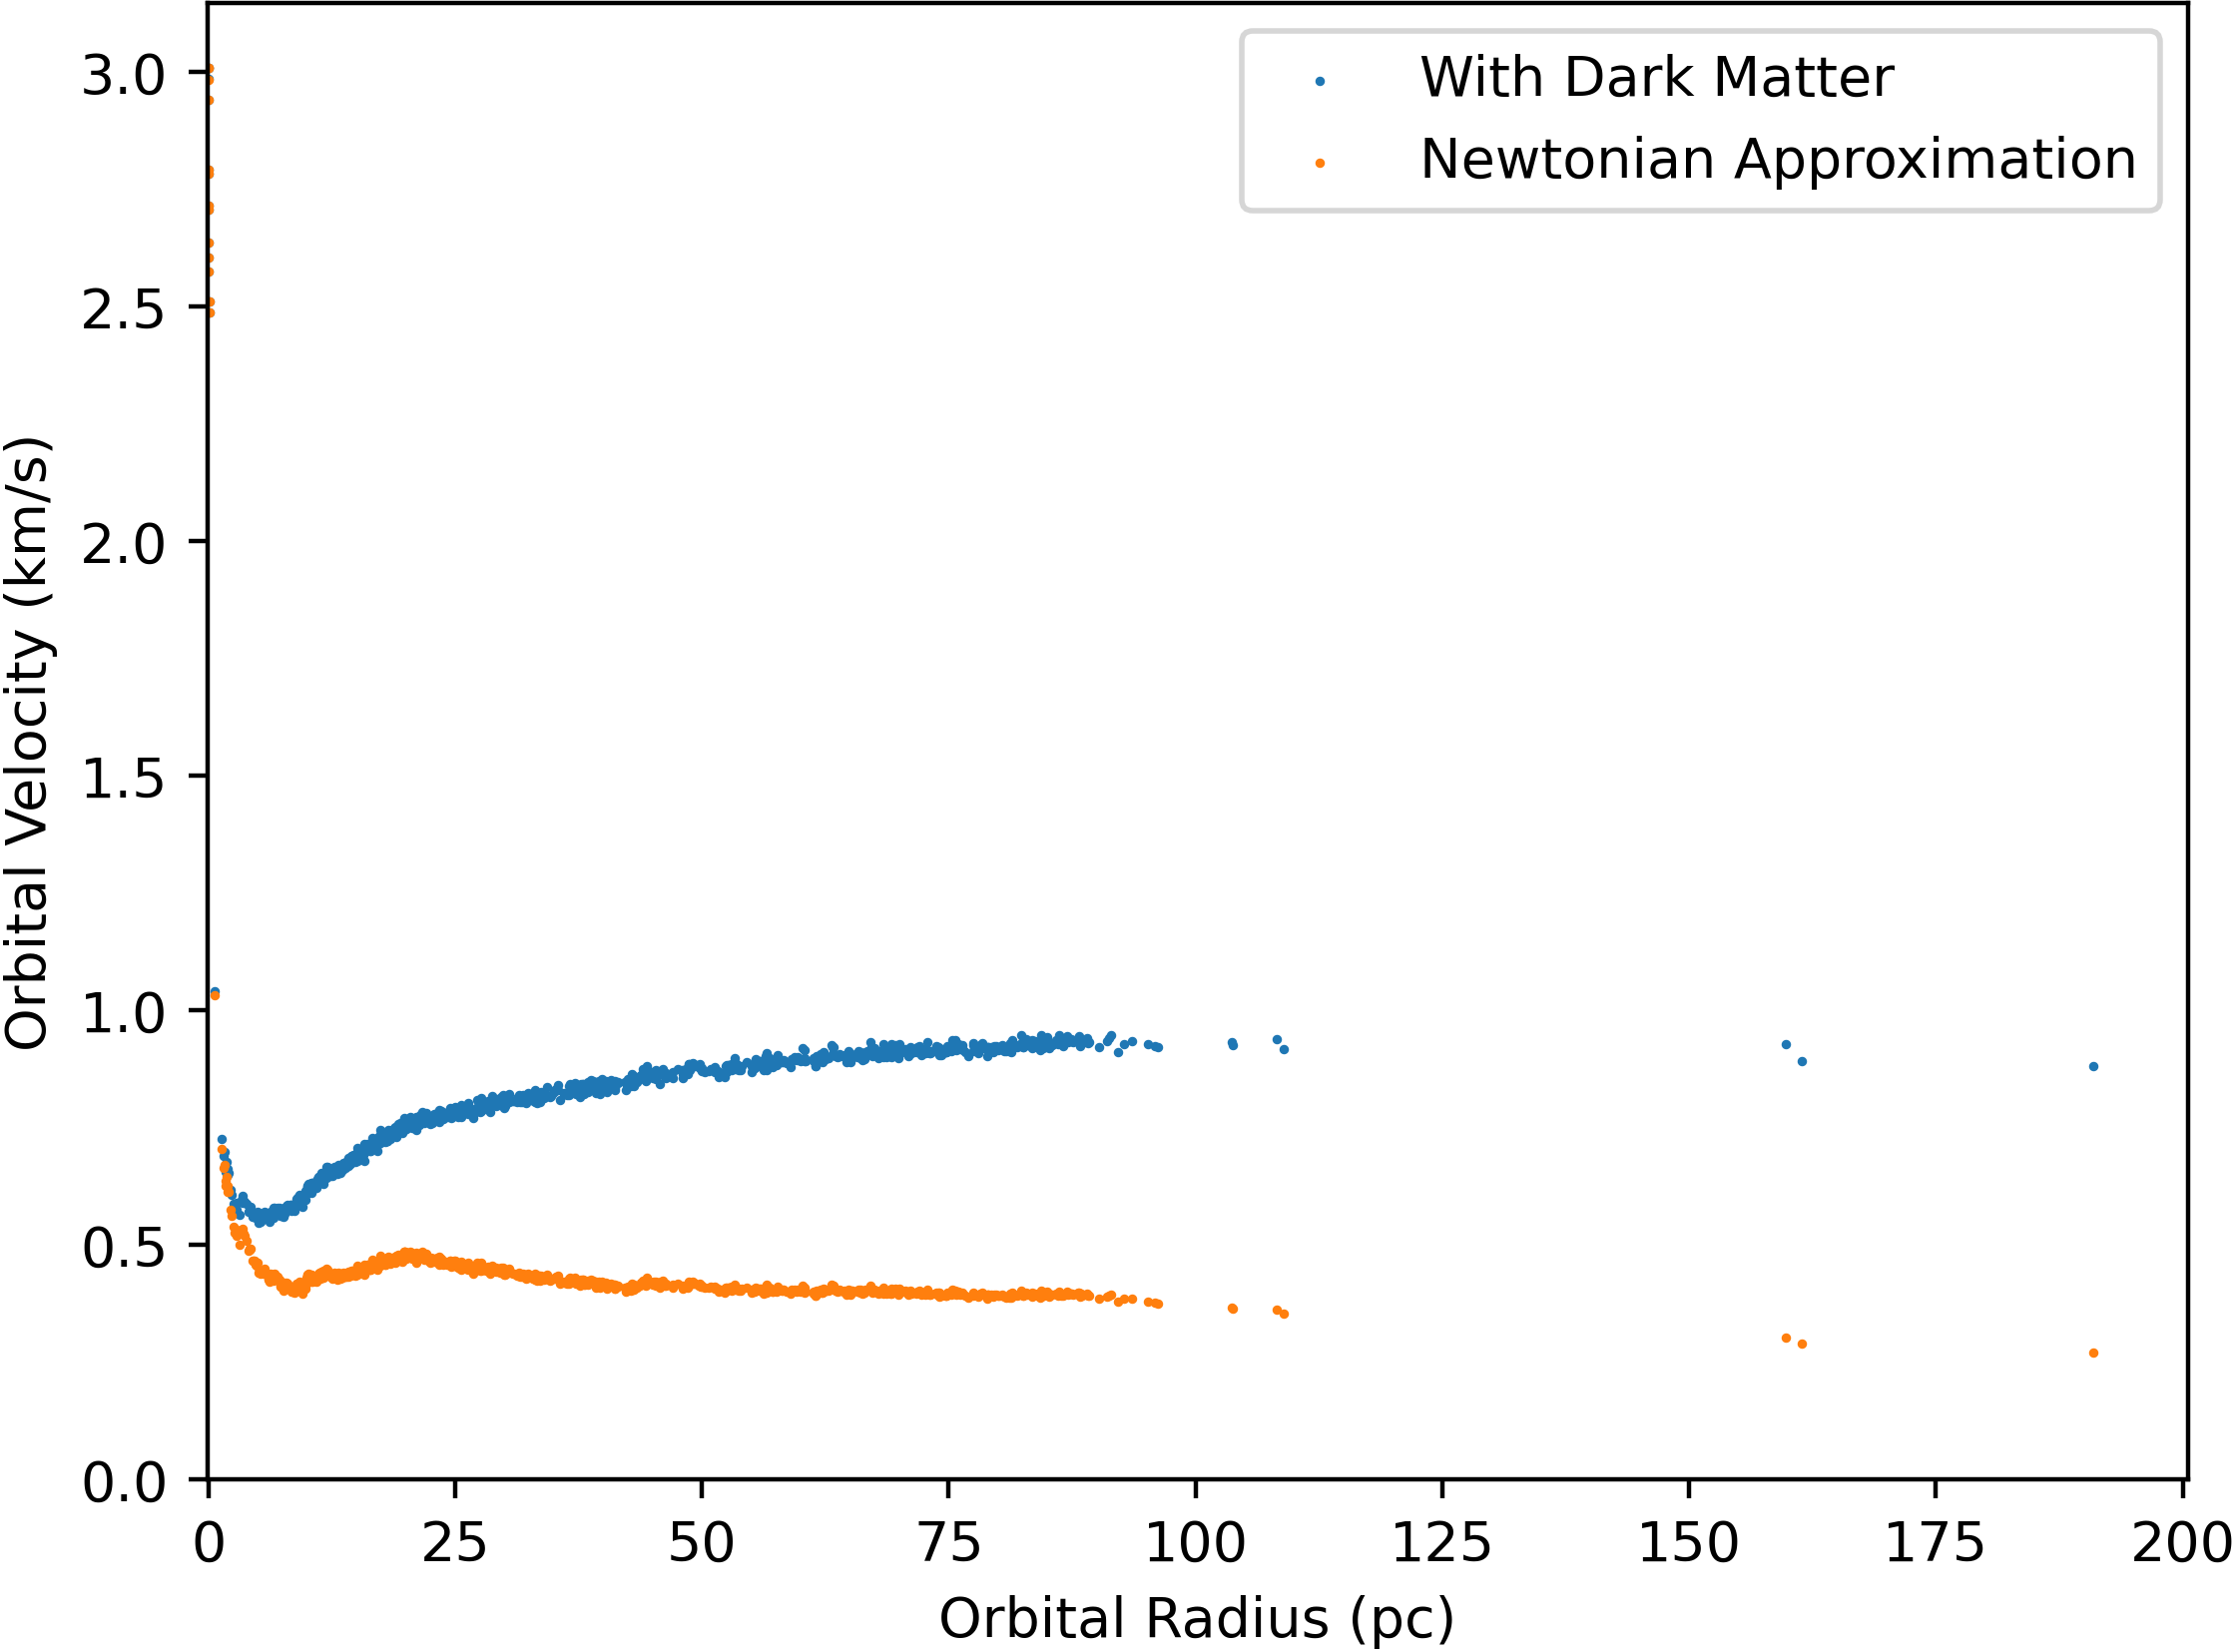 With Dark Matter
Newtonian Approximation
3.0
2.5
2.0
1.5
1.0
0.5
0.0
Orbital Velocity (km/s)
0 25 50 75 100 125 150 175 200
Orbital Radius (pc)